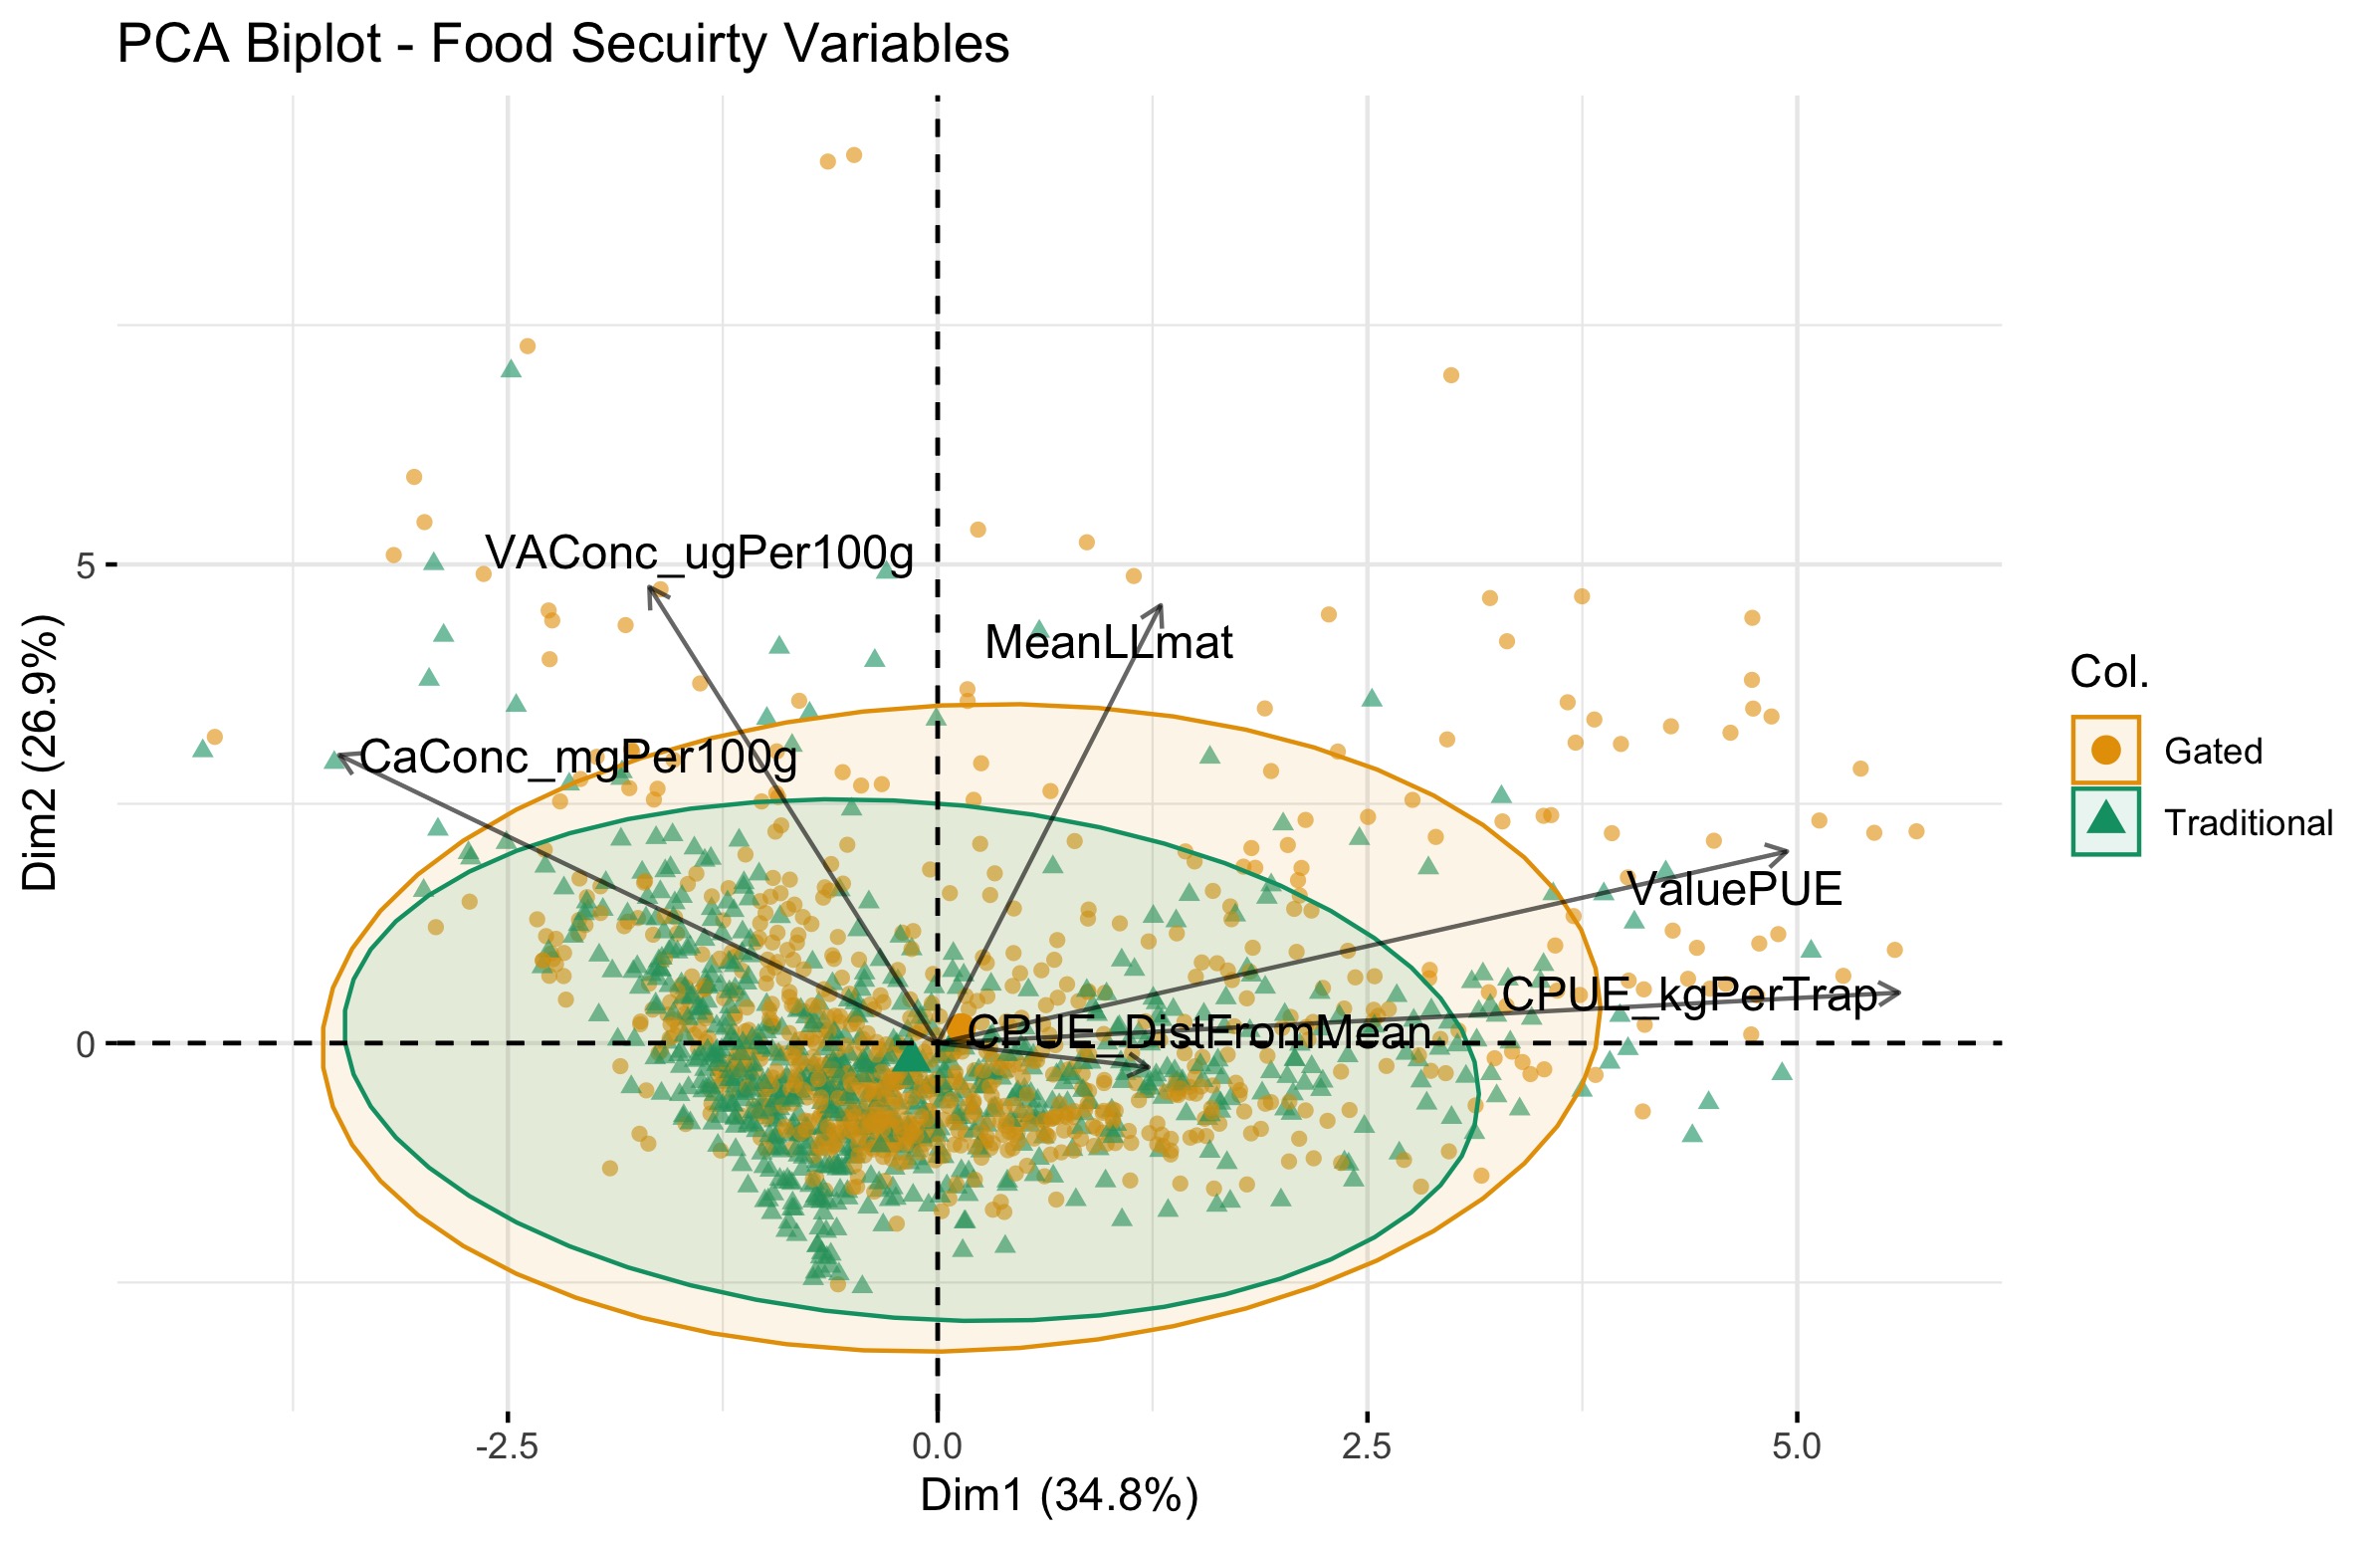 PCA Biplot - Food Secuirty Variables
VAConc_ugPer100g
MeanLLmat
CaConc_mgPer100g
ValuePUE
CPUE_kgPerTrap
CPUE_DistFromMean
Dim2 (26.9%)
5
0
-2.5
0.0
2.5
5.0
Dim1 (34.8%)
Col.
Gated
Traditional